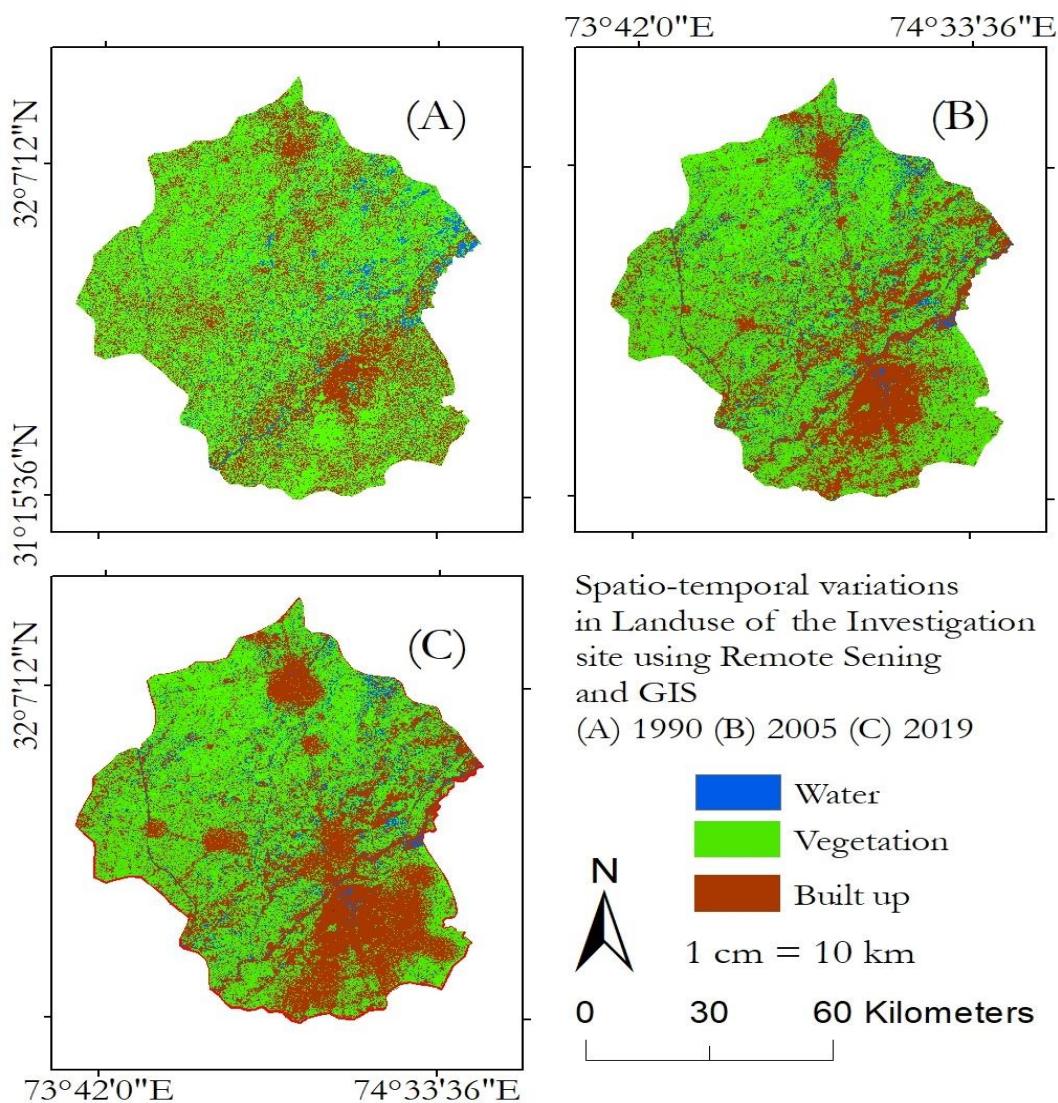 73°42'0"E 74°33'36"E
(A)
(B)
32°7'12"N
31°15'36"N
(C)
32°7'12"N
73°42'0"E 74°33'36"E
Spatio-temporal variations
in Landuse of the Investigation
site using Remote Sening
and GIS
(A) 1990 (B) 2005 (C) 2019
Water
Vegetation
Built up
N
1 cm = 10 km
0 30 60 Kilometers